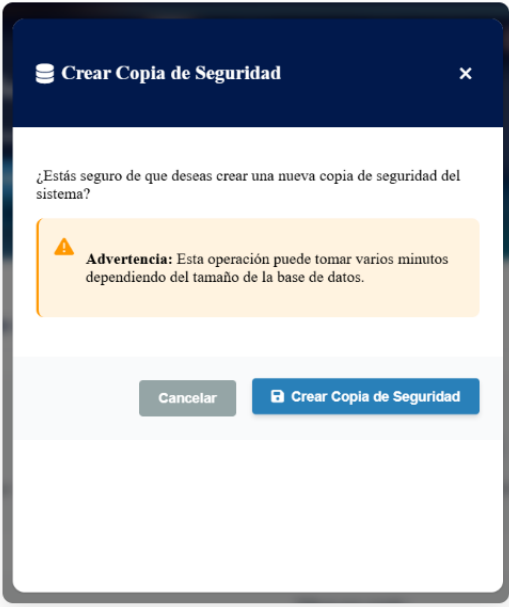 Crear Copia de Seguridad
¿Estás seguro de que deseas crear una nueva copia de seguridad del
sistema?
Advertencia: Esta operación puede tomar varios minutos
dependiendo del tamaño de la base de datos.
Cancelar
Crear Copia de Seguridad